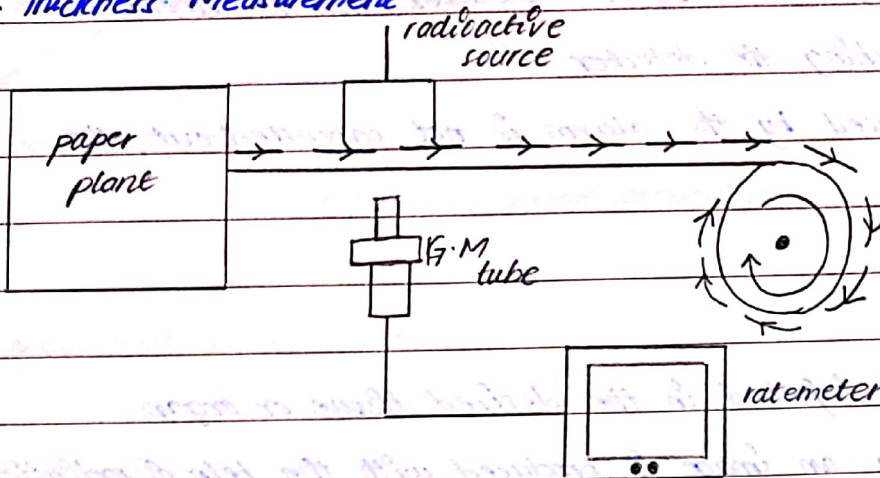 Thickness Measurement
radioactive
source
paper
plant
G.M
tube
ratemeter